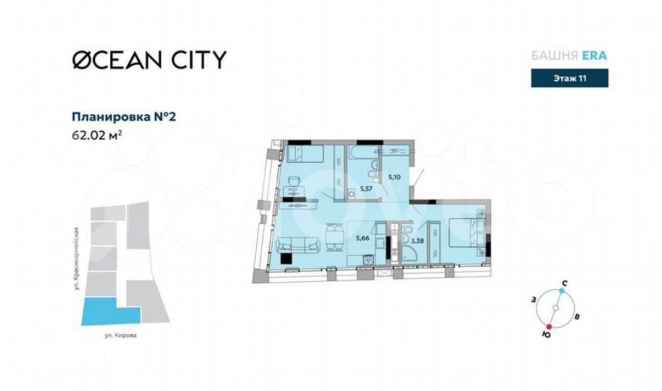 ØCEAN CITY
БАШНЯ ERA
Этаж 11
Планировка №2
62.02 м²
5,57
5,10
5,66
3,38
ул. Красноармейская
ул. Кирова
С
З
В
Ю
Avito